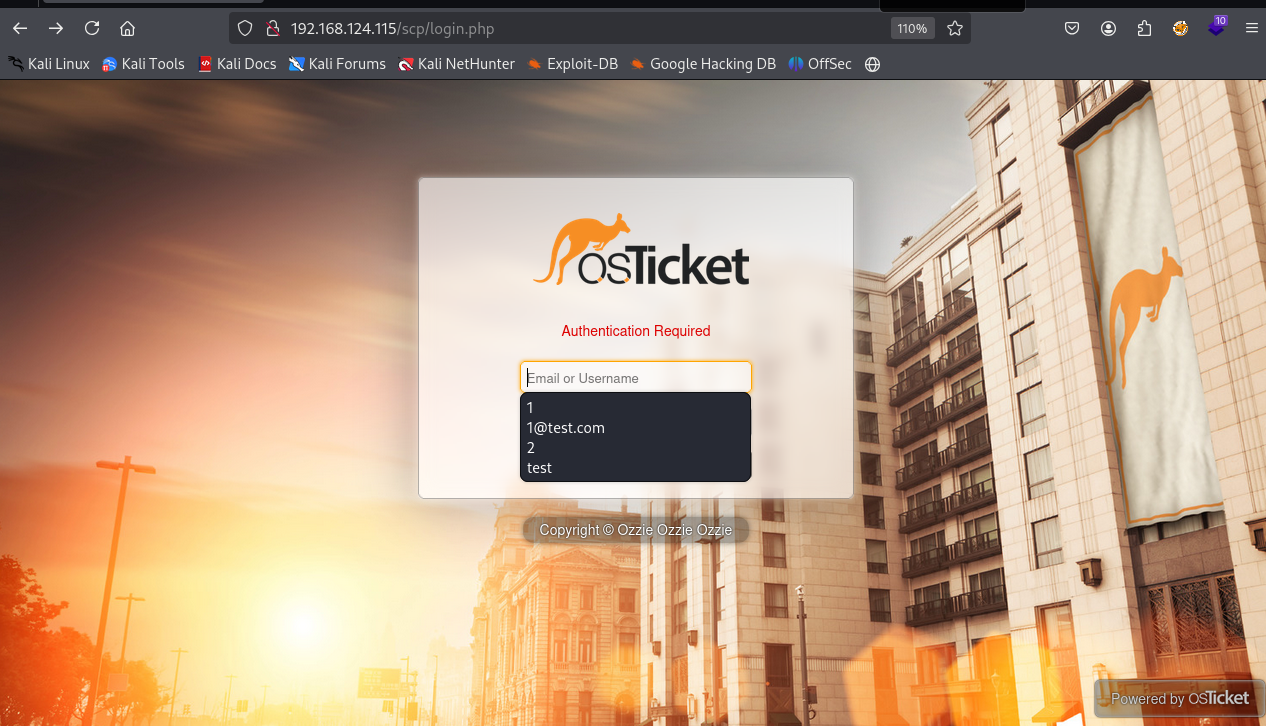 192.168.124.115/scp/login.php
110%
10
Kali Linux Kali Tools Kali Docs Kali Forums Kali NetHunter Exploit-DB Google Hacking DB OffSec
osTicket
Authentication Required
Email or Username
1
1@test.com
2
test
Copyright © Ozzie Ozzie Ozzie
Powered by osTicket